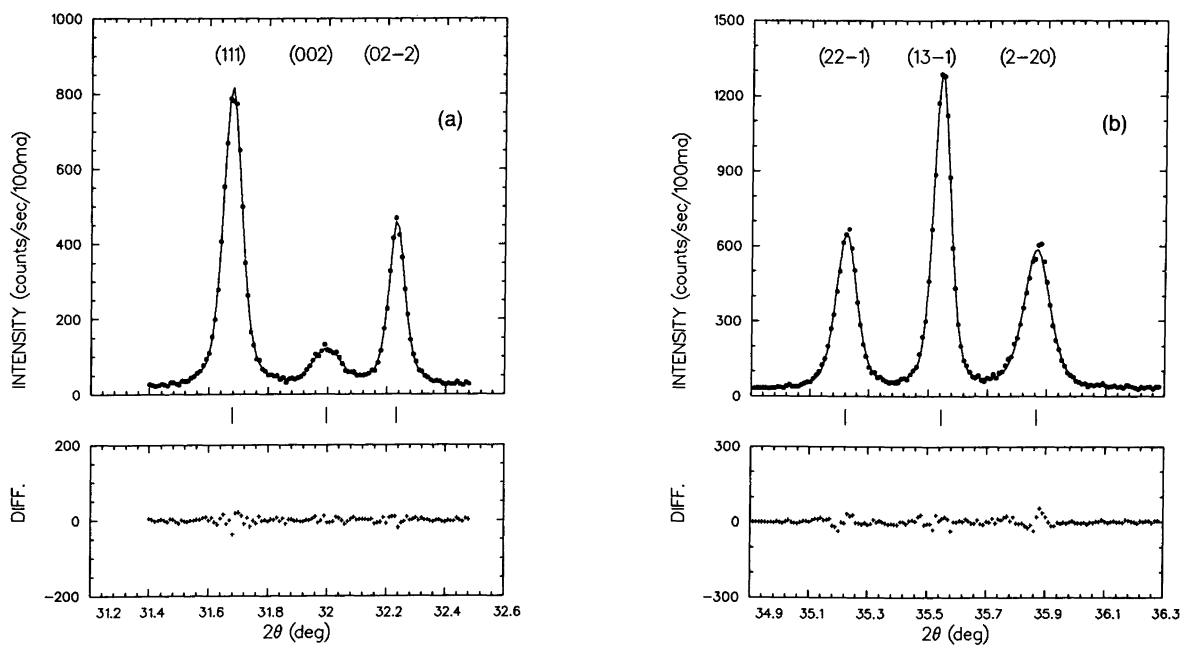 1000
800
600
400
200
0
INTENSITY (counts/sec/100ma)
(111) (002) (02-2)
(a)
200
0
-200
DIFF.
31.2 31.4 31.6 31.8 32 32.2 32.4 32.6
2θ (deg)
1500
1200
900
600
300
0
INTENSITY (counts/sec/100ma)
(22-1) (13-1) (2-20)
(b)
300
0
-300
DIFF.
34.9 35.1 35.3 35.5 35.7 35.9 36.1 36.3
2θ (deg)